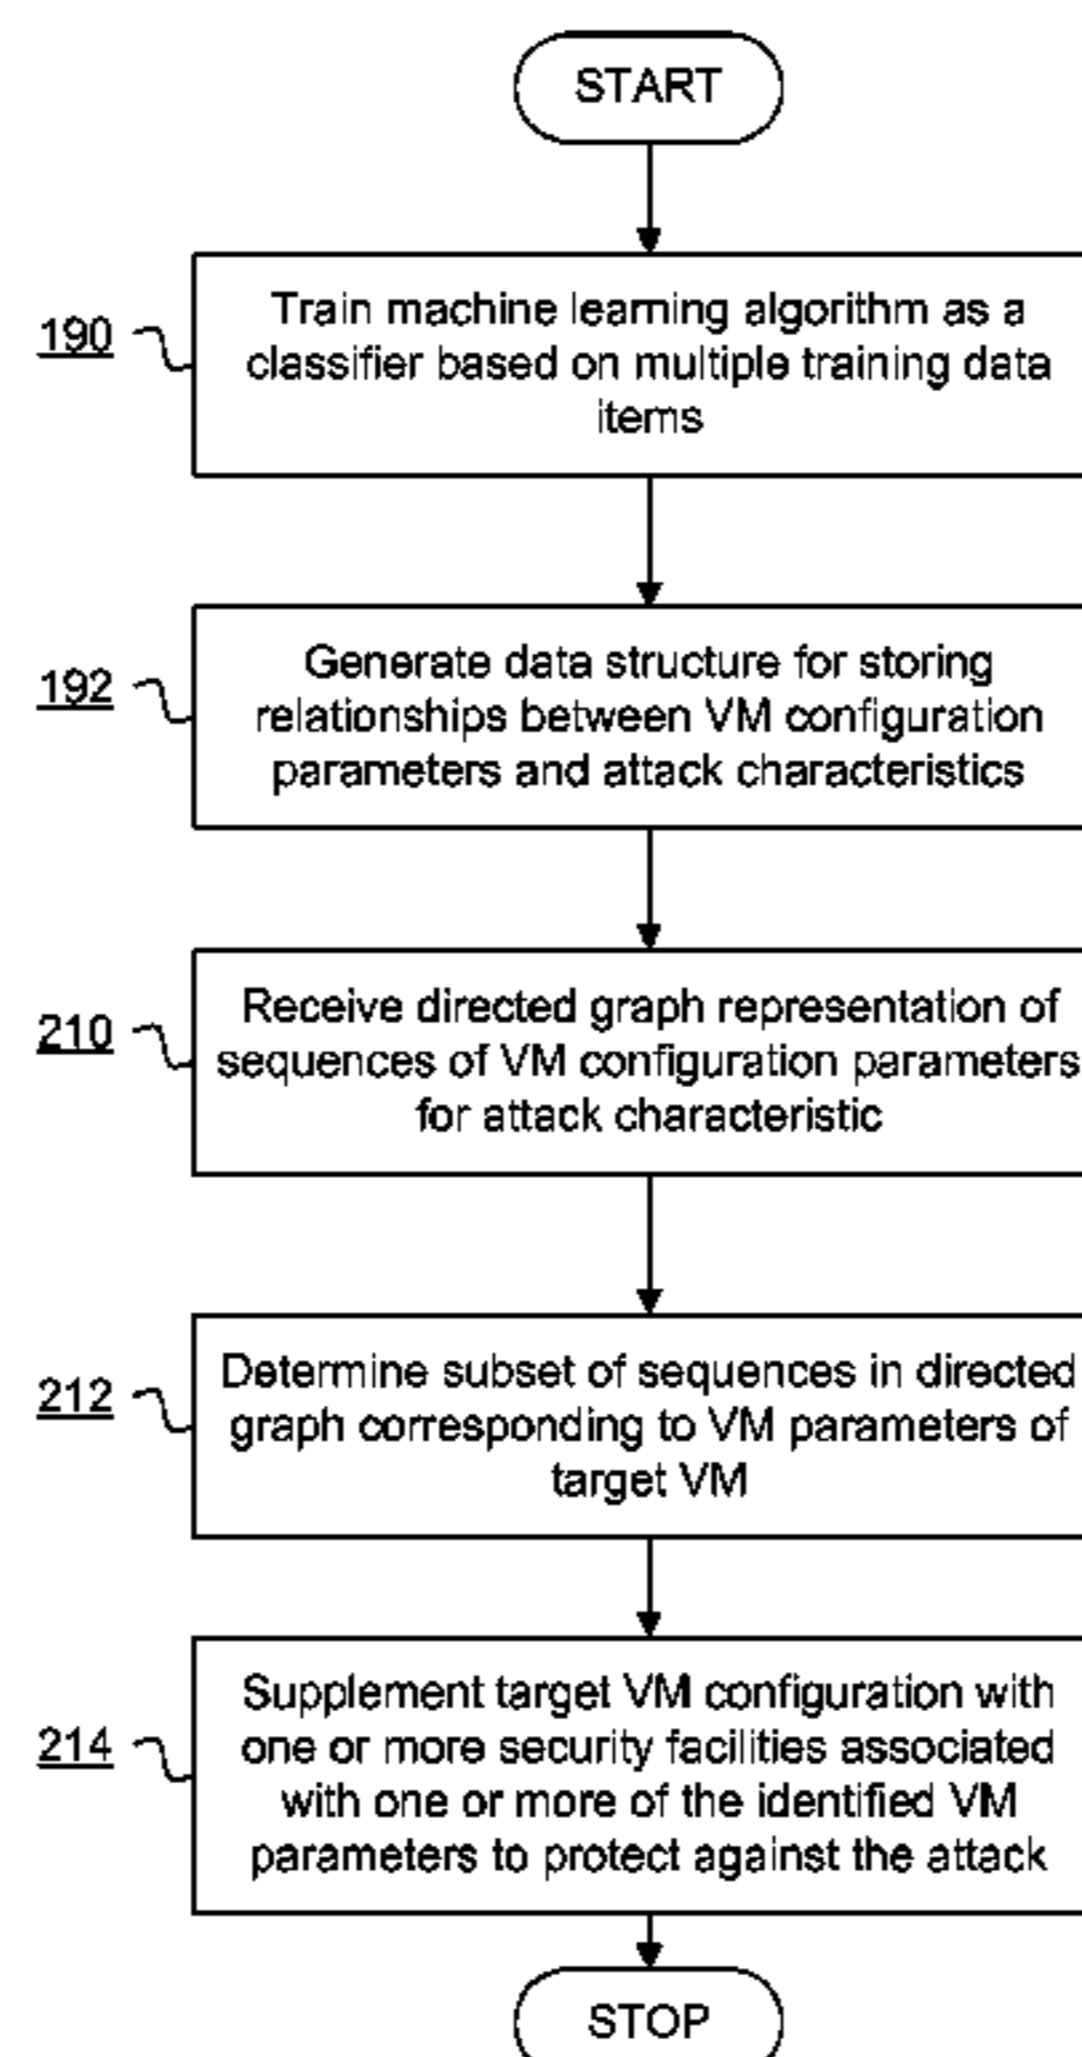 START
190
Train machine learning algorithm as a
classifier based on multiple training data
items
192
Generate data structure for storing
relationships between VM configuration
parameters and attack characteristics
210
Receive directed graph representation of
sequences of VM configuration parameters
for attack characteristic
212
Determine subset of sequences in directed
graph corresponding to VM parameters of
target VM
214
Supplement target VM configuration with
one or more security facilities associated
with one or more of the identified VM
parameters to protect against the attack
STOP